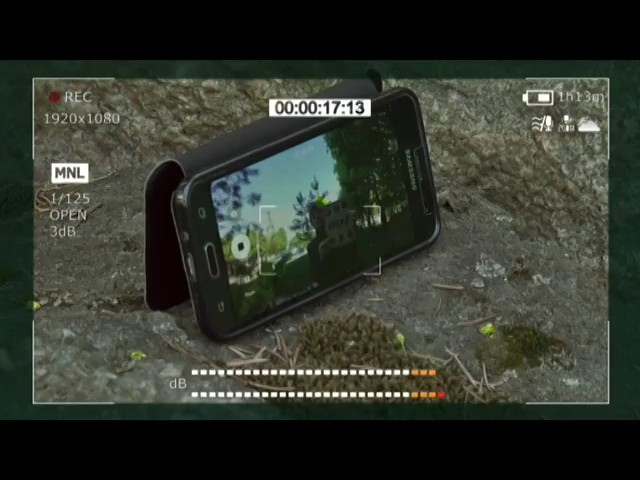 REC
00:00:17:13
1h13m
1920x1080
MNL
1/125
OPEN
3dB
SAMSUNG
dB